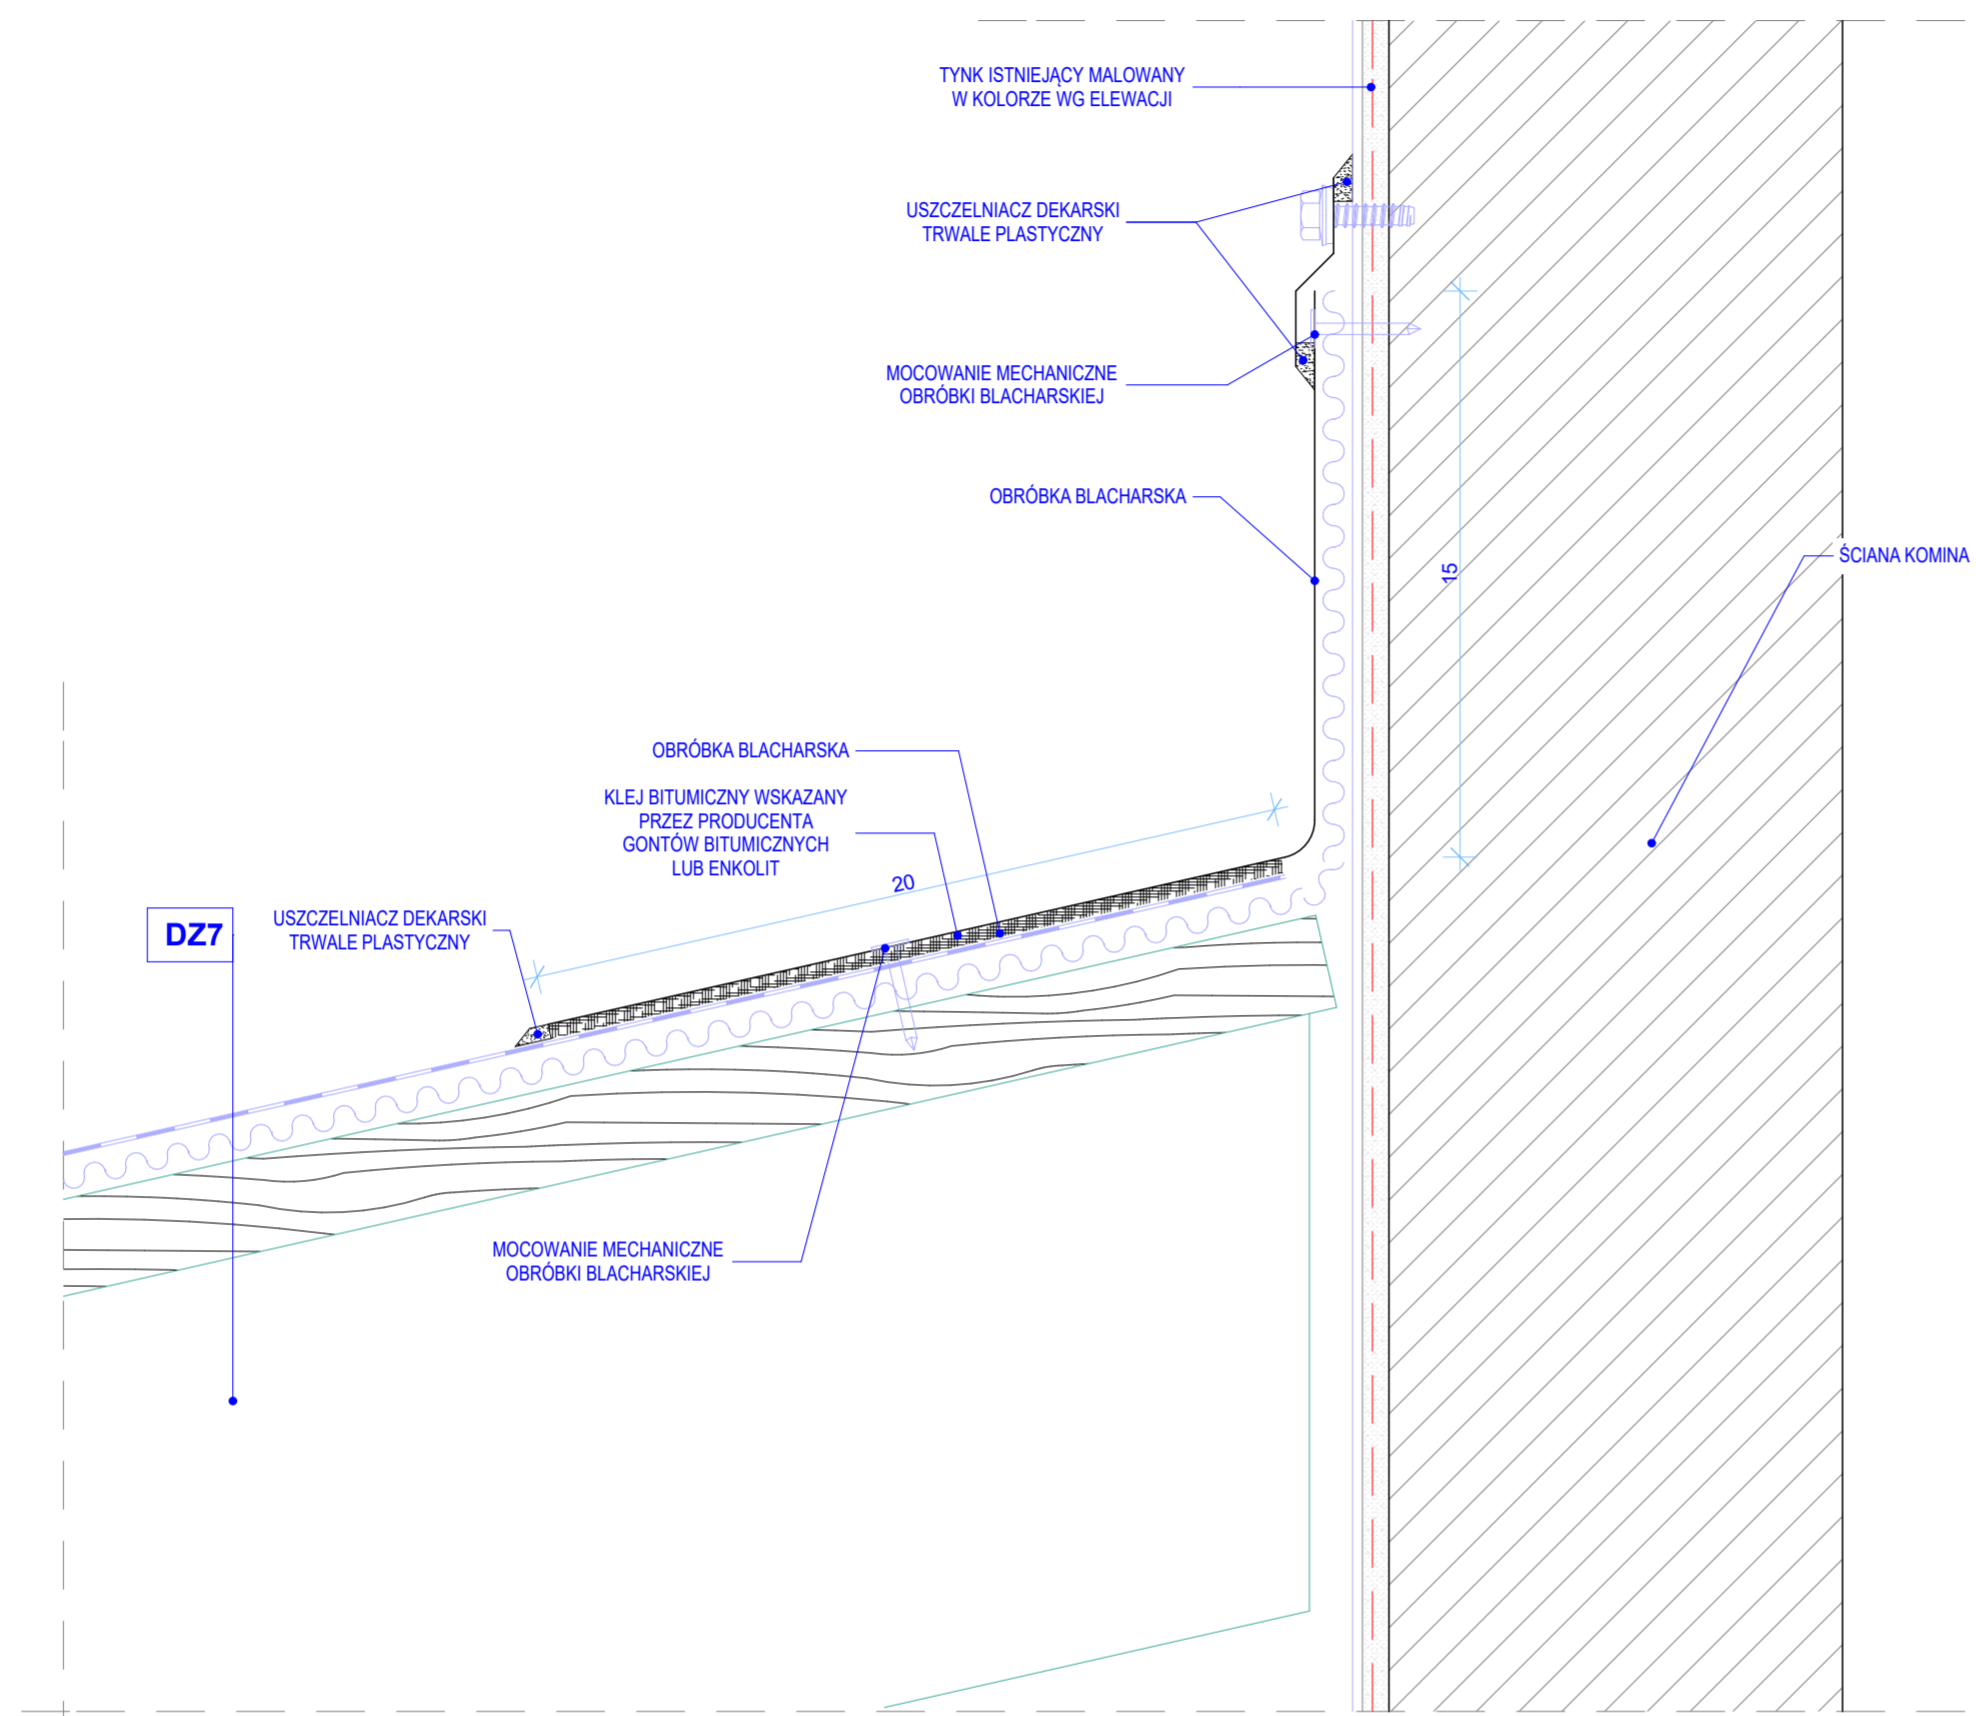 TYNK ISTNIEJĄCY MALOWANY
W KOLORZE WG ELEWACJI
USZCZELNIACZ DEKARSKI
TRWALE PLASTYCZNY
MOCOWANIE MECHANICZNE
OBRÓBKI BLACHARSKIEJ
OBRÓBKA BLACHARSKA
ŚCIANA KOMINA
15
OBRÓBKA BLACHARSKA
KLEJ BITUMICZNY WSKAZANY
PRZEZ PRODUCENTA
GONTÓW BITUMICZNYCH
LUB ENKOLIT
20
DZ7
USZCZELNIACZ DEKARSKI
TRWALE PLASTYCZNY
MOCOWANIE MECHANICZNE
OBRÓBKI BLACHARSKIEJ